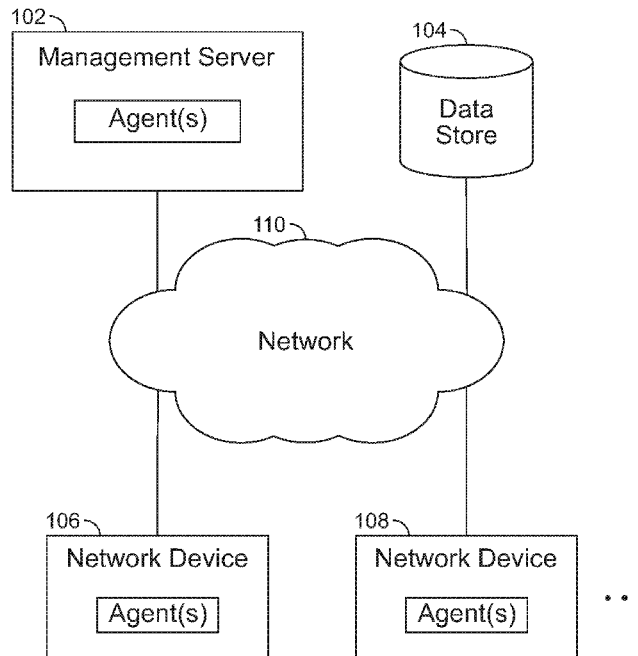 102
Management Server
Agent(s)
104
Data
Store
110
Network
106
Network Device
Agent(s)
108
Network Device
Agent(s)
..